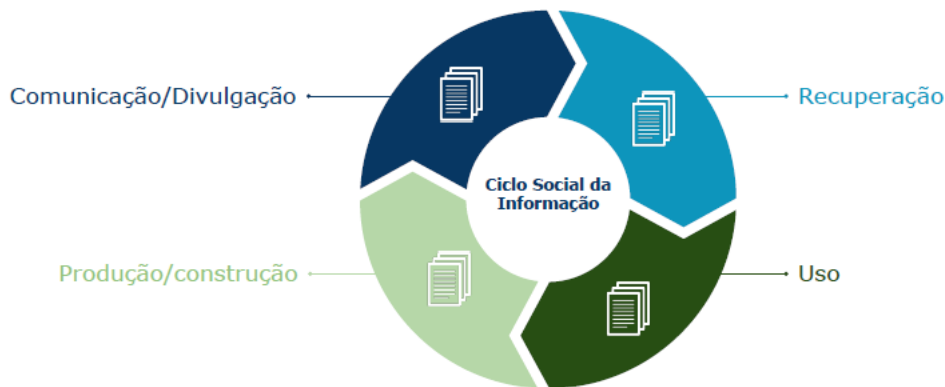 Comunicação/Divulgação
Recuperação
Ciclo Social da
Informação
Produção/construção
Uso